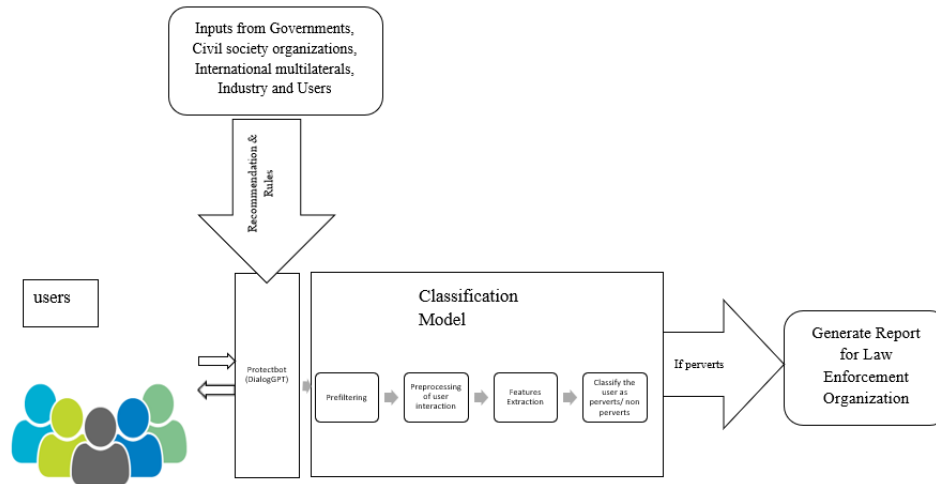 Inputs from Governments,
Civil society organizations,
International multilaterals,
Industry and Users
Recommendation &
Rules
users
Protectbot
(DialogGPT)
Classification
Model
Prefiltering
Preprocessing
of user
interaction
Features
Extraction
Classify the
user as
perverts/ non
perverts
If perverts
Generate Report
for Law
Enforcement
Organization